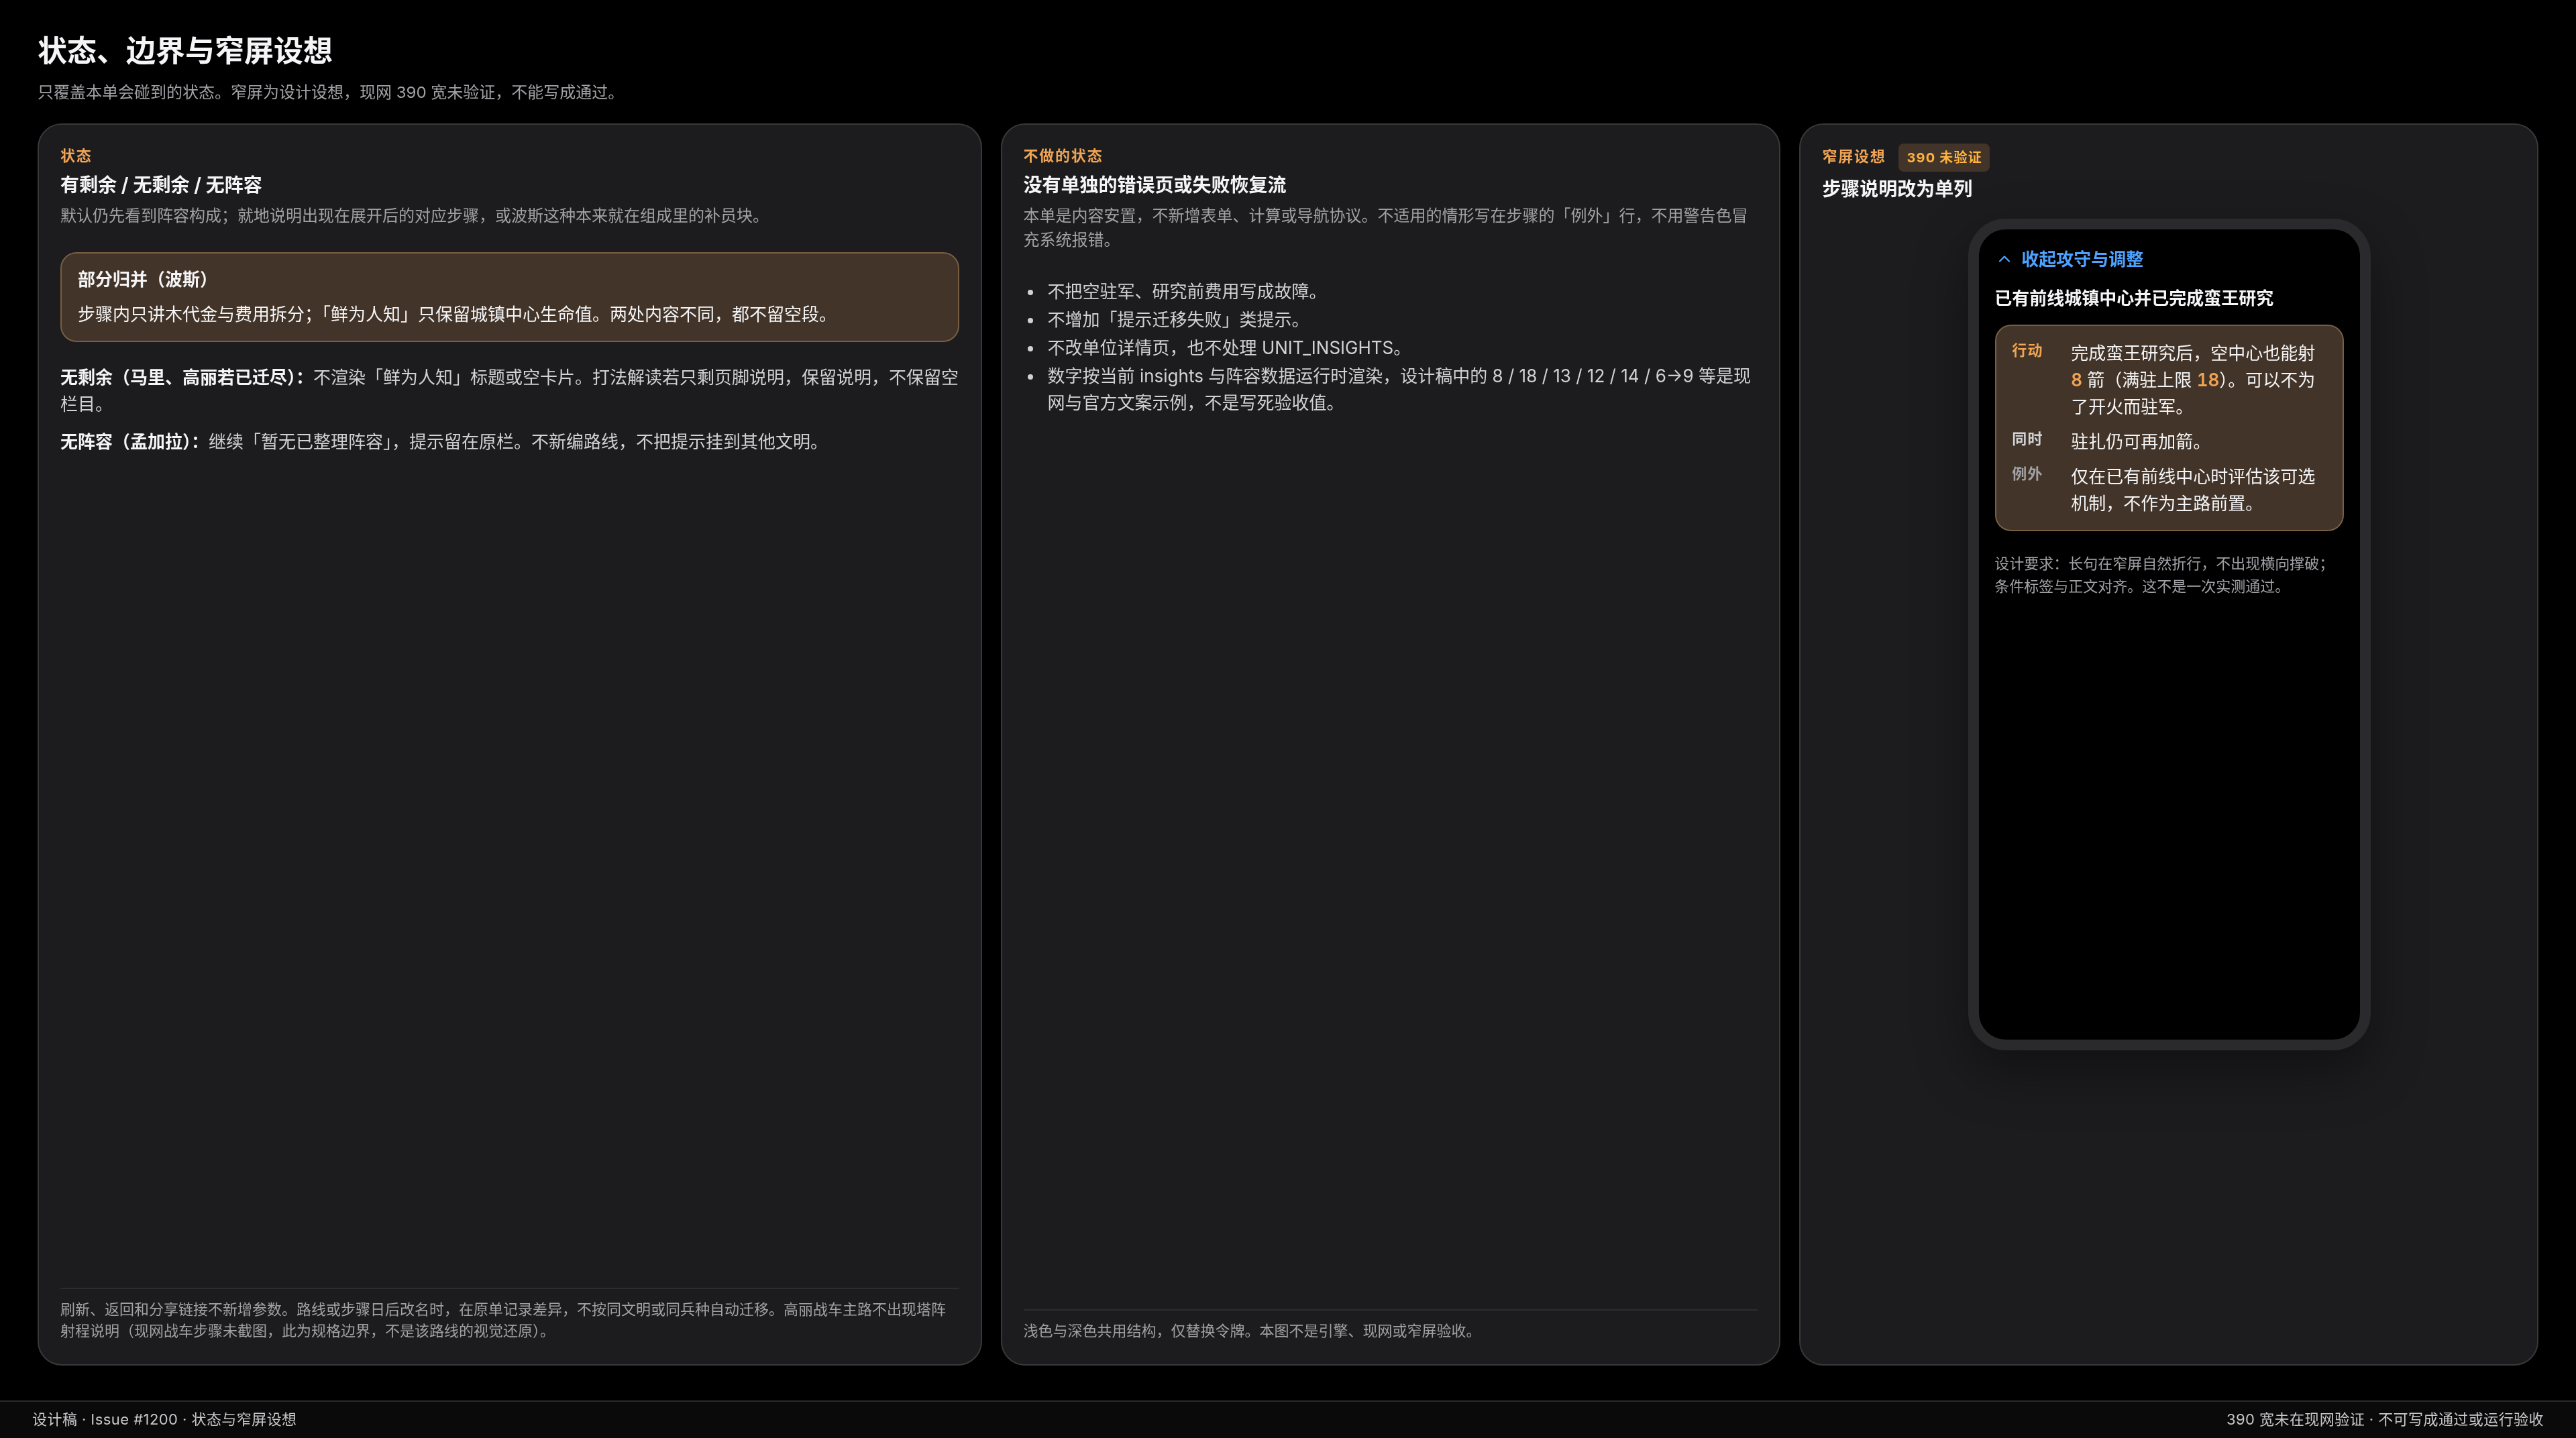 状态、边界与窄屏设想
只覆盖本单会碰到的状态。窄屏为设计设想，现网 390 宽未验证，不能写成通过。
状态
有剩余 / 无剩余 / 无阵容
默认仍先看到阵容构成；就地说明出现在展开后的对应步骤，或波斯这种本来就在组成里的补员块。
部分归并（波斯）
步骤内只讲木代金与费用拆分；「鲜为人知」只保留城镇中心生命值。两处内容不同，都不留空段。
无剩余（马里、高丽若已迁尽）：不渲染「鲜为人知」标题或空卡片。打法解读若只剩页脚说明，保留说明，不保留空
栏目。
无阵容（孟加拉）：继续「暂无已整理阵容」，提示留在原栏。不新编路线，不把提示挂到其他文明。
刷新、返回和分享链接不新增参数。路线或步骤日后改名时，在原单记录差异，不按同文明或同兵种自动迁移。高丽战车主路不出现塔阵
射程说明（现网战车步骤未截图，此为规格边界，不是该路线的视觉还原）。
不做的状态
没有单独的错误页或失败恢复流
本单是内容安置，不新增表单、计算或导航协议。不适用的情形写在步骤的「例外」行，不用警告色冒
充系统报错。
• 不把空驻军、研究前费用写成故障。
• 不增加「提示迁移失败」类提示。
• 不改单位详情页，也不处理 UNIT_INSIGHTS。
• 数字按当前 insights 与阵容数据运行时渲染，设计稿中的 8 / 18 / 13 / 12 / 14 / 6→9 等是现
网与官方文案示例，不是写死验收值。
浅色与深色共用结构，仅替换令牌。本图不是引擎、现网或窄屏验收。
窄屏设想 390 未验证
步骤说明改为单列
收起攻守与调整
已有前线城镇中心并已完成蛮王研究
行动 完成蛮王研究后，空中心也能射
8 箭（满驻上限 18）。可以不为
了开火而驻军。
同时 驻扎仍可再加箭。
例外 仅在已有前线中心时评估该可选
机制，不作为主路前置。
设计要求：长句在窄屏自然折行，不出现横向撑破；
条件标签与正文对齐。这不是一次实测通过。
设计稿 · Issue #1200 · 状态与窄屏设想
390 宽未在现网验证 · 不可写成通过或运行验收